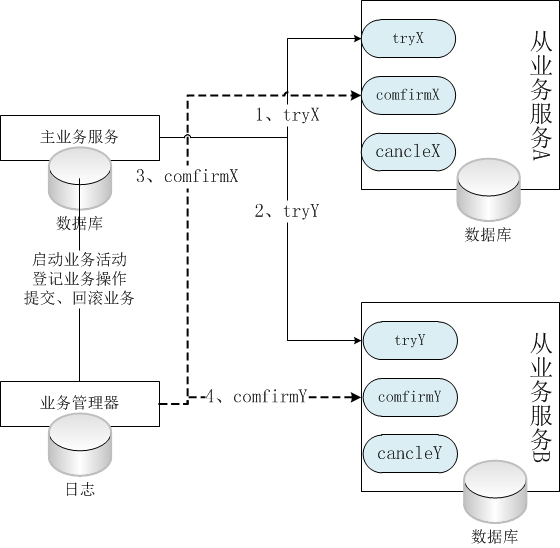 tryX
comfirmX
cancleX
从业务服务A
数据库
1、tryX
主业务服务
数据库
3、comfirmX
2、tryY
启动业务活动
登记业务操作
提交、回滚业务
tryY
comfirmY
cancleY
从业务服务B
数据库
业务管理器
日志
4、comfirmY